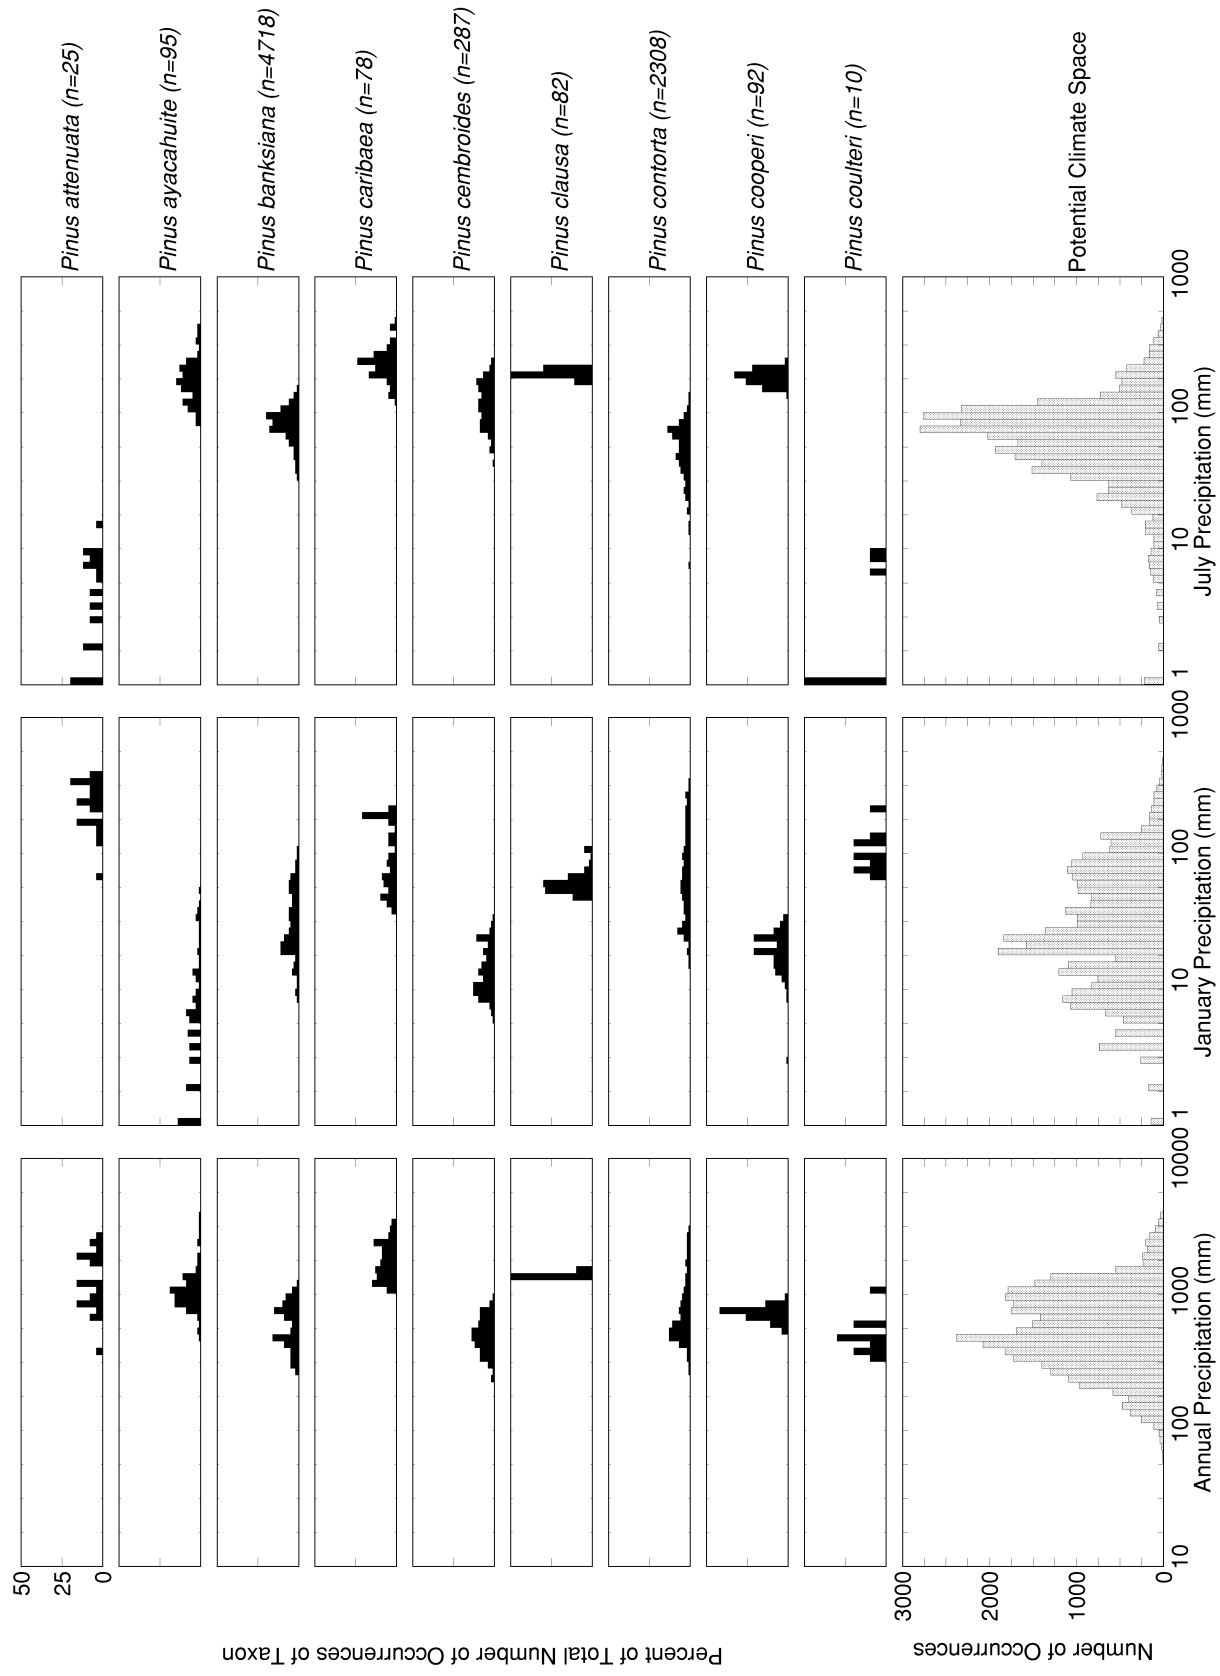 Pinus attenuata (n=25)
Pinus ayacahuite (n=95)
Pinus banksiana (n=4718)
Pinus caribaea (n=78)
Pinus cembroides (n=287)
Pinus clausa (n=82)
Pinus contorta (n=2308)
Pinus cooperi (n=92)
Pinus coulteri (n=10)
Potential Climate Space
50
25
0
Percent of Total Number of Occurrences of Taxon
3000
2000
1000
0
Number of Occurrences
10 100 1000 10000
Annual Precipitation (mm)
1 10 100 1000
January Precipitation (mm)
1 10 100 1000
July Precipitation (mm)